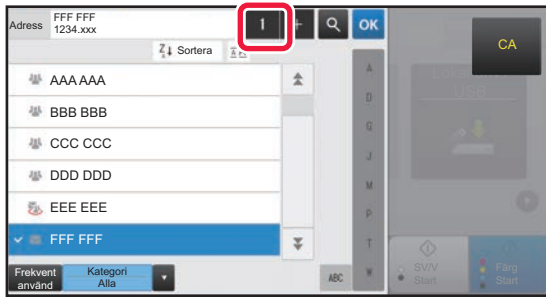 Adress
FFF FFF
1234.xxx
1
+
OK
CA
Z
A
Sortera
AAA AAA
BBB BBB
CCC CCC
DDD DDD
EEE EEE
FFF FFF
A
D
G
J
M
P
T
W
ABC
USB
Frekvent
använd
Kategori
Alla
SV/V
Start
Färg
Start